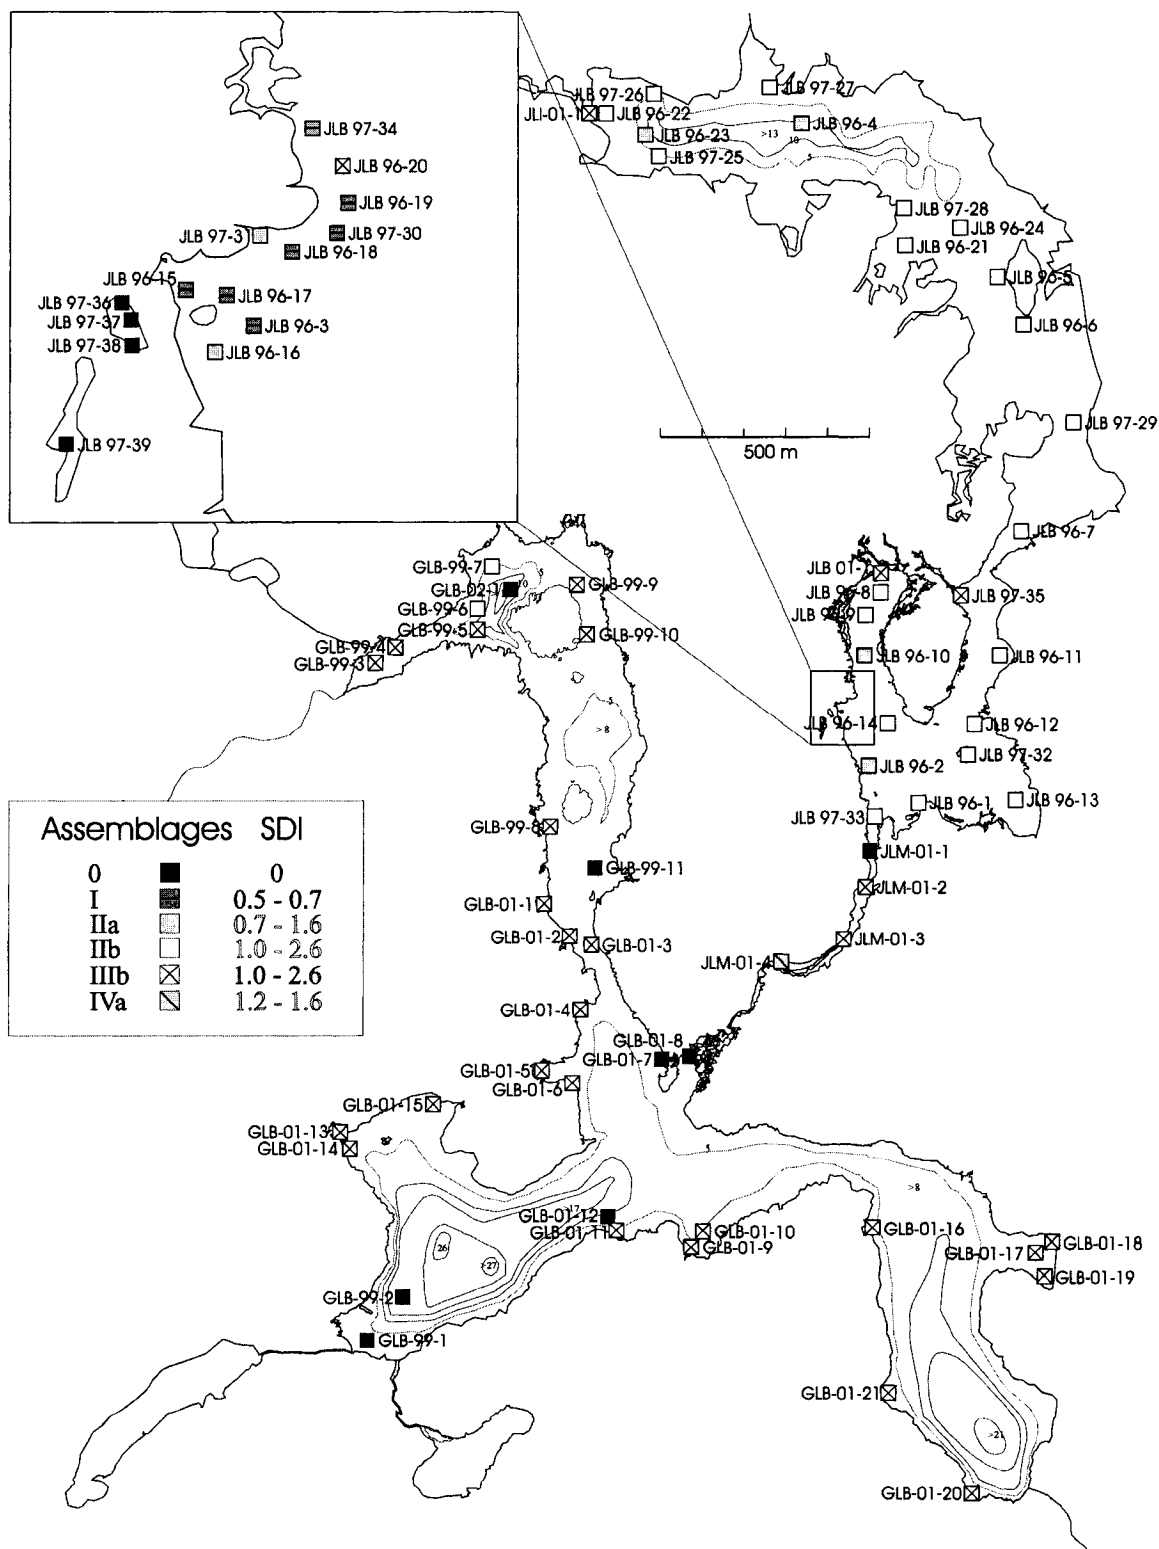 JLB 97-34
JLB 96-20
JLB 96-19
JLB 97-30
JLB 97-3
JLB 96-18
JLB 96-15
JLB 96-17
JLB 97-36
JLB 97-37
JLB 96-3
JLB 97-38
JLB 96-16
JLB 97-39
JLB 97-27
JLB 97-26
JLI-01-1
JLB 96-22
JLB 96-4
JLB 96-23
>13
10
JLB 97-25
5
JLB 97-28
JLB 96-24
JLB 96-21
JLB 96-5
JLB 96-6
JLB 97-29
500 m
JLB 96-7
GLB-99-7
5
GLB-02-1
10
GLB-99-9
GLB-99-6
GLB-99-5
GLB-99-10
GLB-99-4
GLB-99-3
5
>8
JLB 96-8
JLB 97-35
JLB 96-10
JLB 96-11
JLB 96-14
JLB 96-12
JLB 97-32
JLB 96-2
JLB 96-1
JLB 96-13
JLB 97-33
Assemblages SDI
0 0
I 0.5 - 0.7
IIa 0.7 - 1.6
IIb 1.0 - 2.6
IIIb 1.0 - 2.6
IVa 1.2 - 1.6
GLB-99-8
JLM-01-1
GLB-99-11
JLM-01-2
GLB-01-1
GLB-01-2
GLB-01-3
JLM-01-3
JLM-01-4
GLB-01-4
GLB-01-8
GLB-01-7
GLB-01-5
GLB-01-6
GLB-01-15
GLB-01-13
GLB-01-14
5
>8
GLB-01-12
GLB-01-11
GLB-01-10
GLB-01-9
GLB-01-16
GLB-01-18
GLB-01-17
GLB-01-19
26
>27
GLB-99-2
GLB-99-1
GLB-01-21
>21
GLB-01-20